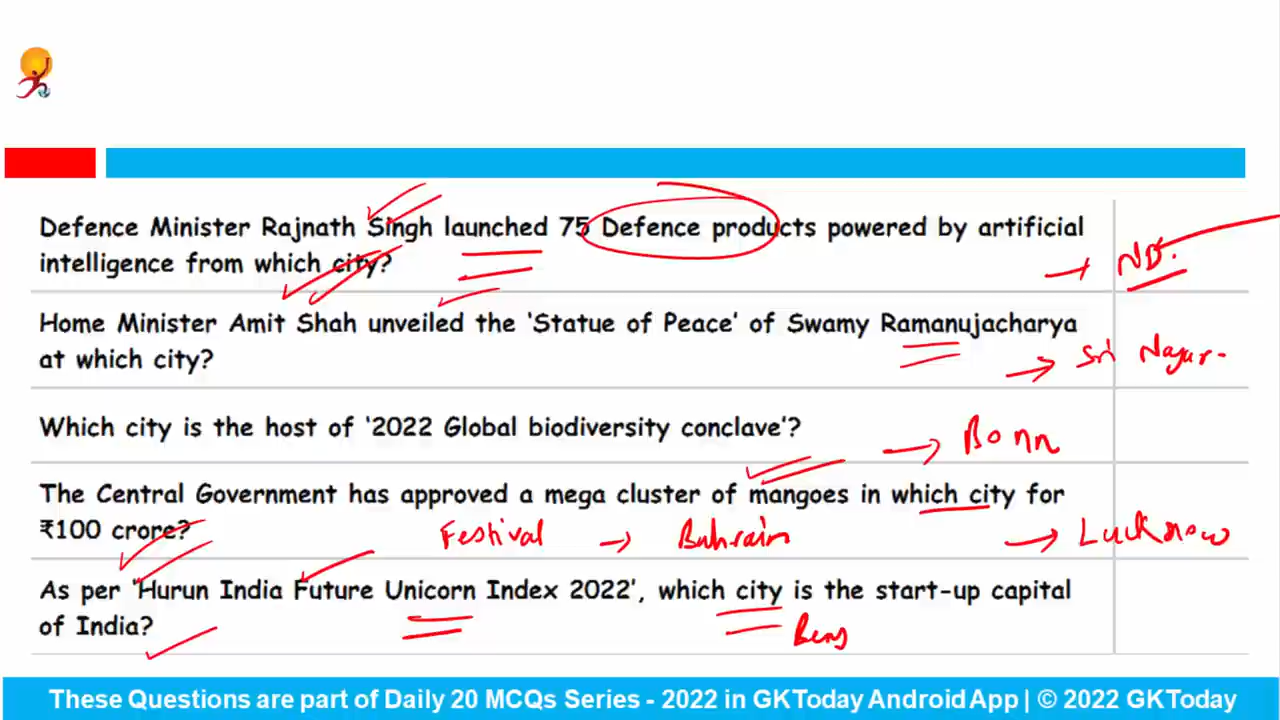 Defence Minister Rajnath Singh launched 75 Defence products powered by artificial
intelligence from which city?
→ ND.
Home Minister Amit Shah unveiled the ‘Statue of Peace’ of Swamy Ramanujacharya
at which city?
→ Sri Nagar
Which city is the host of ‘2022 Global biodiversity conclave’?
→ Bonn
The Central Government has approved a mega cluster of mangoes in which city for
₹100 crore?
Festival → Bahrain
→ Lucknow
As per ‘Hurun India Future Unicorn Index 2022’, which city is the start-up capital
of India?
Beng
These Questions are part of Daily 20 MCQs Series - 2022 in GKToday Android App | © 2022 GKToday